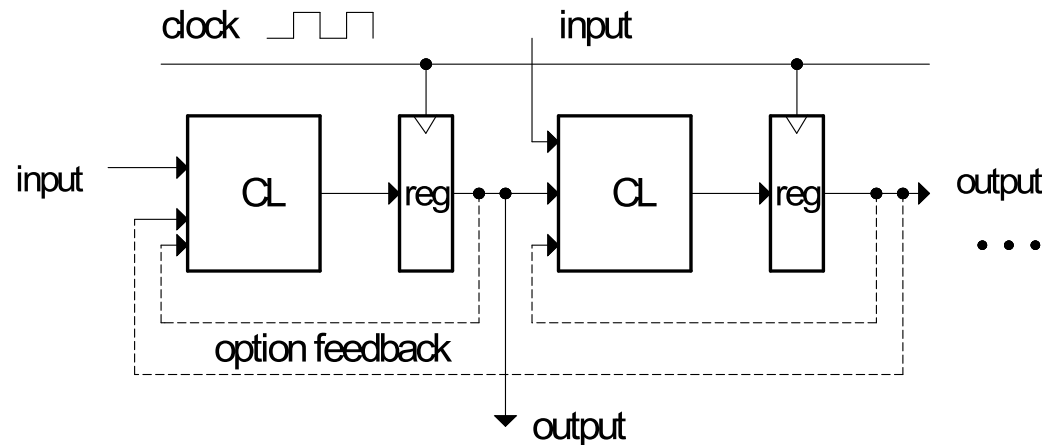 clock
input
input
CL
reg
CL
reg
output
option feedback
output